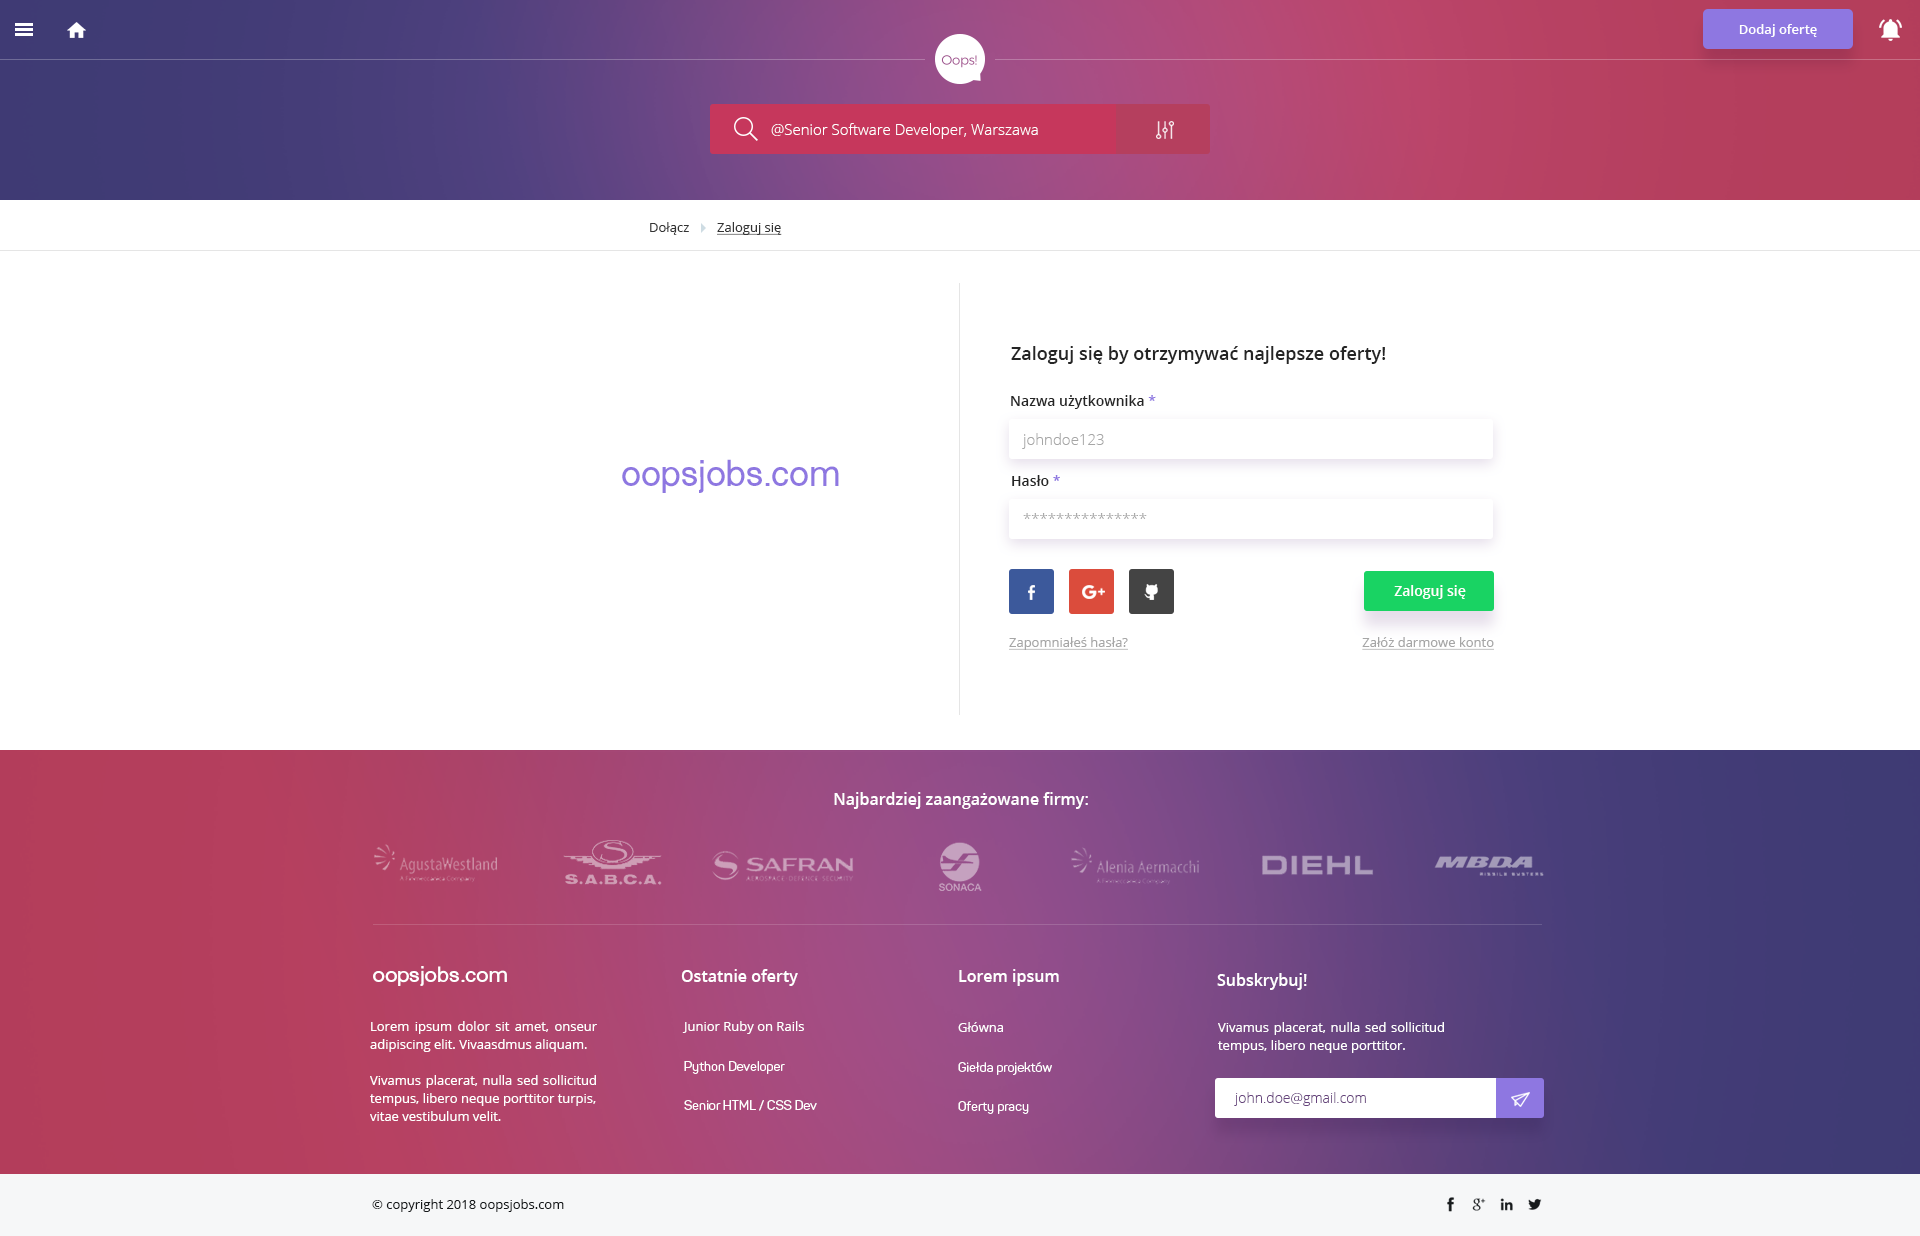 Dodaj ofertę
Oops!
@Senior Software Developer, Warszawa
Dołącz
Zaloguj się
oopsjobs.com
Zaloguj się by otrzymywać najlepsze oferty!
Nazwa użytkownika *
johndoe123
Hasło *
***************
Zaloguj się
Zapomniałeś hasła?
Załóż darmowe konto
Najbardziej zaangażowane firmy:
AgustaWestland
S.A.B.C.A.
SAFRAN
AEROSPACE · DEFENCE · SECURITY
SONACA
Alenia Aermacchi
DIEHL
MBDA
MISSILE SYSTEMS
oopsjobs.com
Lorem ipsum dolor sit amet, onseur
adipiscing elit. Vivaasdmus aliquam.
Vivamus placerat, nulla sed sollicitud
tempus, libero neque porttitor turpis,
vitae vestibulum velit.
Ostatnie oferty
Junior Ruby on Rails
Python Developer
Senior HTML / CSS Dev
Lorem ipsum
Główna
Giełda projektów
Oferty pracy
Subskrybuj!
Vivamus placerat, nulla sed sollicitud
tempus, libero neque porttitor.
john.doe@gmail.com
© copyright 2018 oopsjobs.com